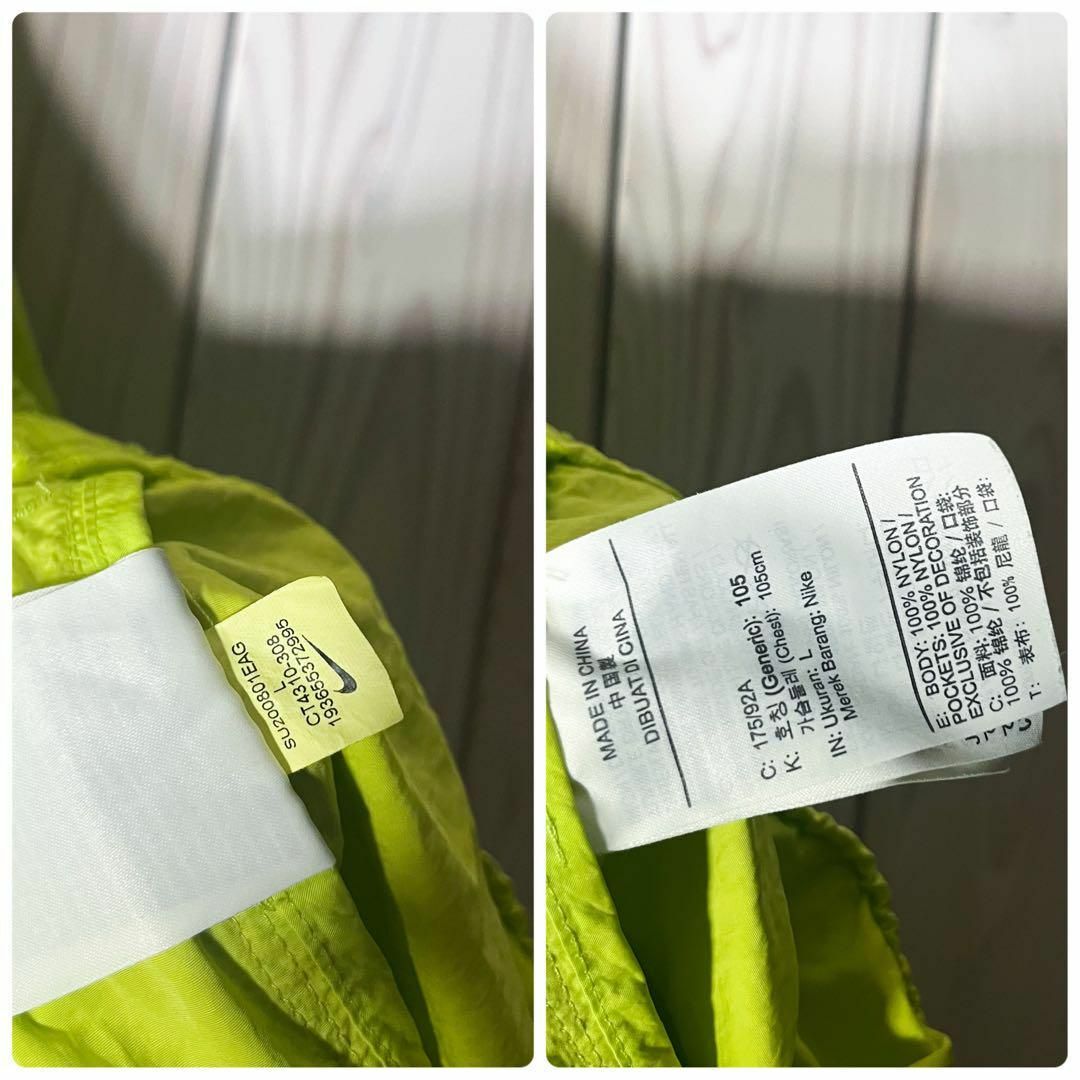 SU200801EAG
L
CT4310-308
193655372995
MADE IN CHINA
中国製
DIBUAT DI CINA
C: 175/92A
K: 호칭 (Generic): 105
가슴둘레 (Chest): 105cm
IN: Ukuran: L
Merek Barang: Nike
E: BODY: 100% NYLON/
POCKETS: 100% NYLON/
EXCLUSIVE OF DECORATION
C: 面料: 100% 锦纶 / 口袋:
100% 锦纶 / 不包括装饰部分
T: 表布: 100% 尼龍 / 口袋: